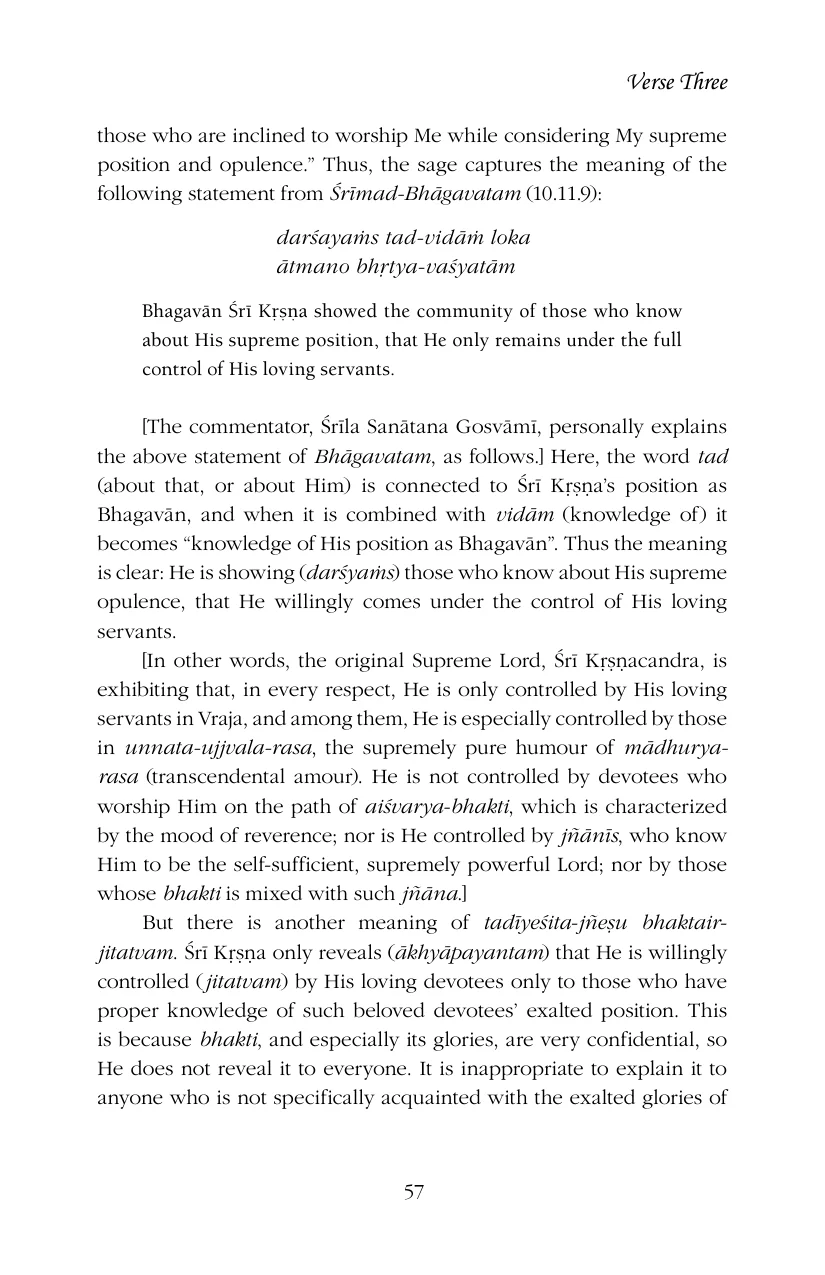 Verse Three
those who are inclined to worship Me while considering My supreme
position and opulence.” Thus, the sage captures the meaning of the
following statement from Śrīmad-Bhāgavatam (10.11.9):
darśayaṁs tad-vidāṁ loka
ātmano bhṛtya-vaśyatām
Bhagavān Śrī Kṛṣṇa showed the community of those who know
about His supreme position, that He only remains under the full
control of His loving servants.
[The commentator, Śrīla Sanātana Gosvāmī, personally explains
the above statement of Bhāgavatam, as follows.] Here, the word tad
(about that, or about Him) is connected to Śrī Kṛṣṇa’s position as
Bhagavān, and when it is combined with vidām (knowledge of) it
becomes “knowledge of His position as Bhagavān”. Thus the meaning
is clear: He is showing (darśyaṁs) those who know about His supreme
opulence, that He willingly comes under the control of His loving
servants.
[In other words, the original Supreme Lord, Śrī Kṛṣṇacandra, is
exhibiting that, in every respect, He is only controlled by His loving
servants in Vraja, and among them, He is especially controlled by those
in unnata-ujjvala-rasa, the supremely pure humour of mādhurya-
rasa (transcendental amour). He is not controlled by devotees who
worship Him on the path of aiśvarya-bhakti, which is characterized
by the mood of reverence; nor is He controlled by jñānīs, who know
Him to be the self-sufficient, supremely powerful Lord; nor by those
whose bhakti is mixed with such jñāna.]
But there is another meaning of tadīyeśita-jñeṣu bhaktair-
jitatvam. Śrī Kṛṣṇa only reveals (ākhyāpayantam) that He is willingly
controlled (jitatvam) by His loving devotees only to those who have
proper knowledge of such beloved devotees’ exalted position. This
is because bhakti, and especially its glories, are very confidential, so
He does not reveal it to everyone. It is inappropriate to explain it to
anyone who is not specifically acquainted with the exalted glories of
57